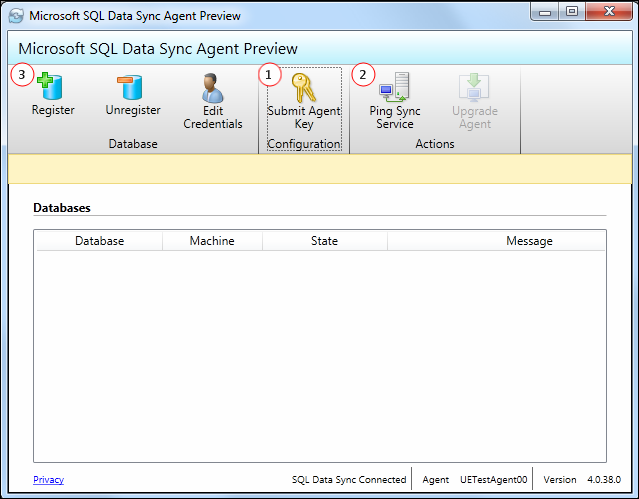 Microsoft SQL Data Sync Agent Preview
Microsoft SQL Data Sync Agent Preview
3
1
2
Register
Unregister
Edit
Credentials
Submit Agent
Key
Ping Sync
Service
Upgrade
Agent
Database
Configuration
Actions
Databases
Database Machine State Message
Privacy SQL Data Sync Connected Agent UETestAgent00 Version 4.0.38.0